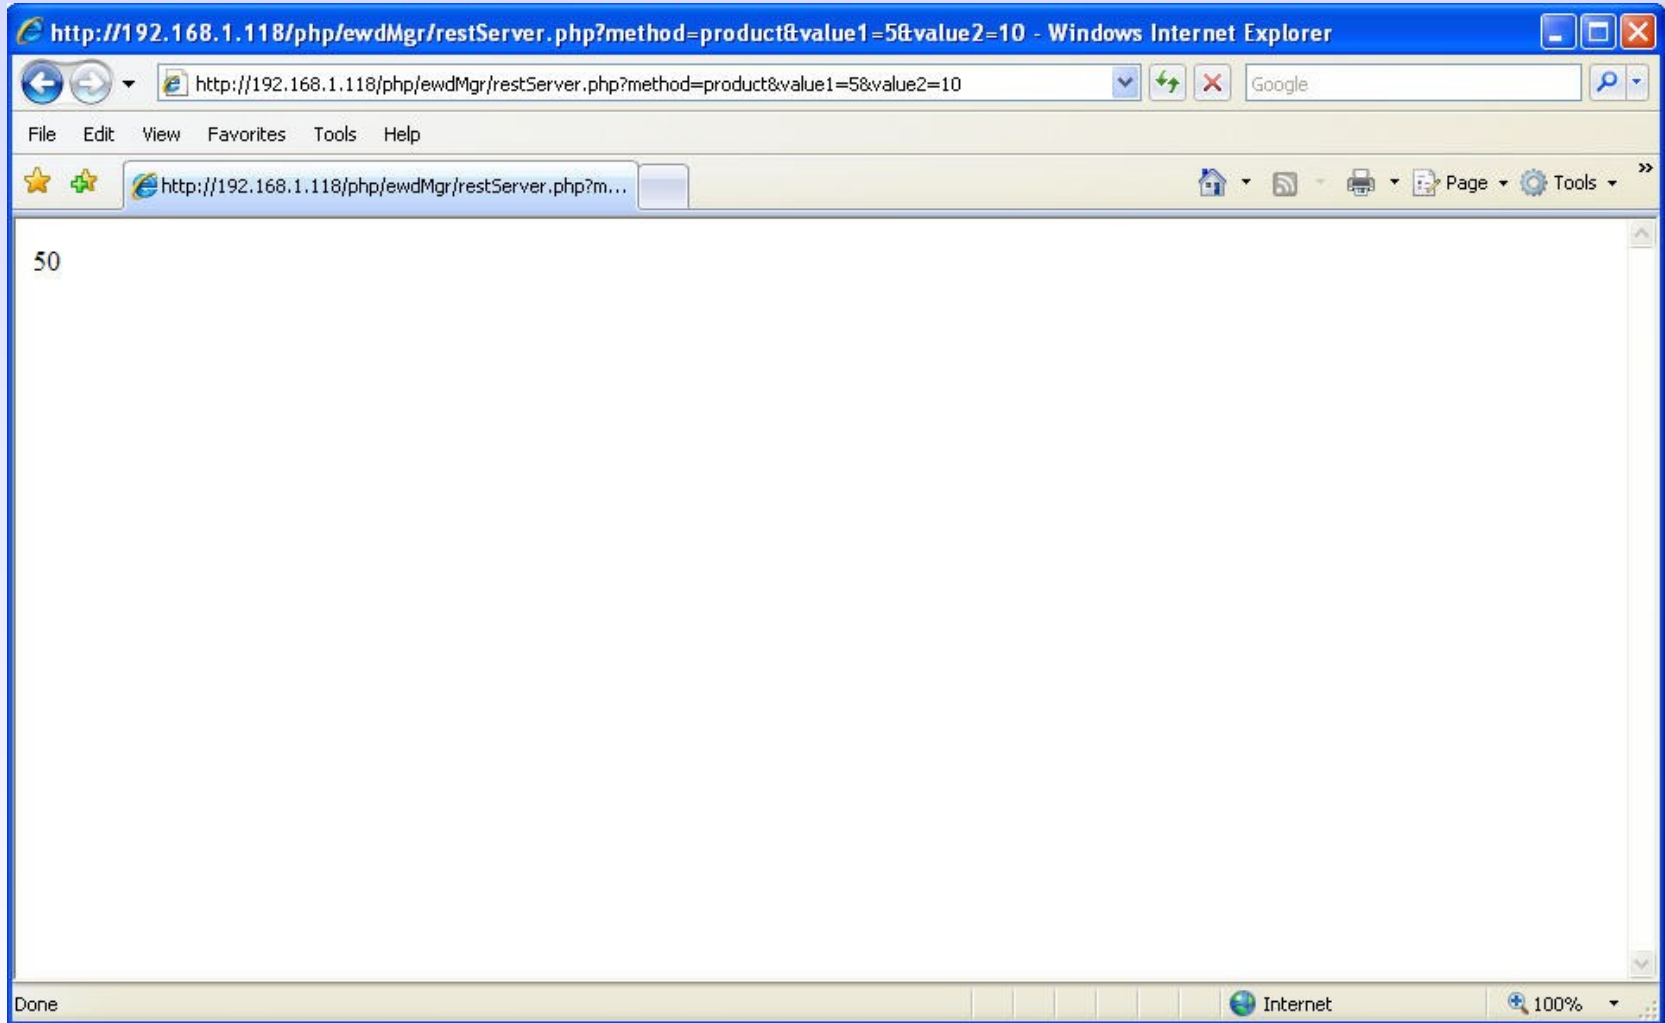 http://192.168.1.118/php/ewdMgr/restServer.php?method=product&value1=5&value2=10 - Windows Internet Explorer
http://192.168.1.118/php/ewdMgr/restServer.php?method=product&value1=5&value2=10
Google
File Edit View Favorites Tools Help
http://192.168.1.118/php/ewdMgr/restServer.php?m...
Page Tools »
50
Done
Internet
100%